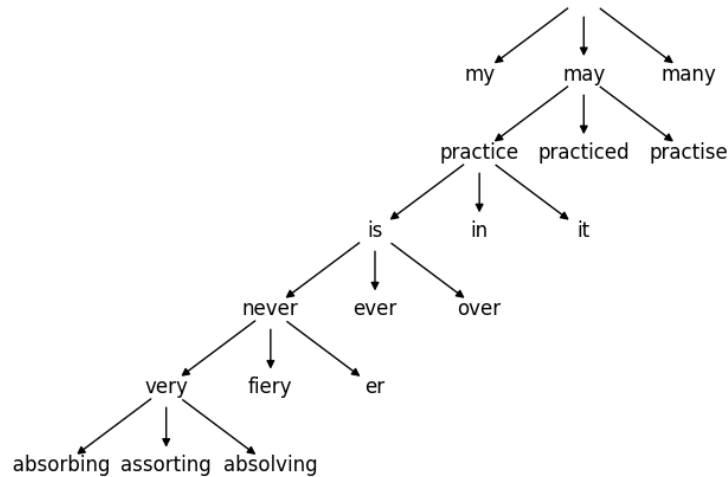 my may many
practice practiced practise
is in it
never ever over
very fiery er
absorbing assorting absolving